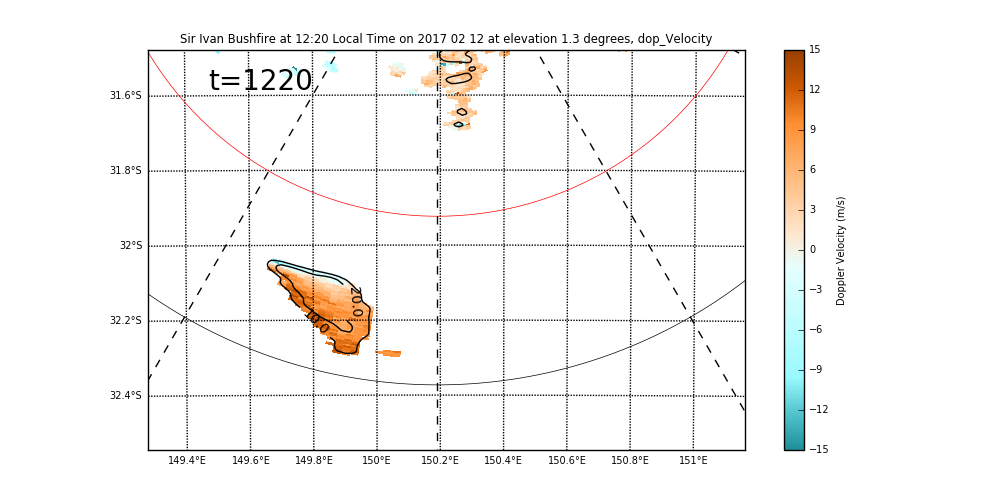 Sir Ivan Bushfire at 12:20 Local Time on 2017 02 12 at elevation 1.3 degrees, dop_Velocity
t=1220
31.6°S
31.8°S
32°S
32.2°S
32.4°S
20.0
149.4°E 149.6°E 149.8°E 150°E 150.2°E 150.4°E 150.6°E 150.8°E 151°E
15
12
9
6
3
0
−3
−6
−9
−12
−15
Doppler Velocity (m/s)